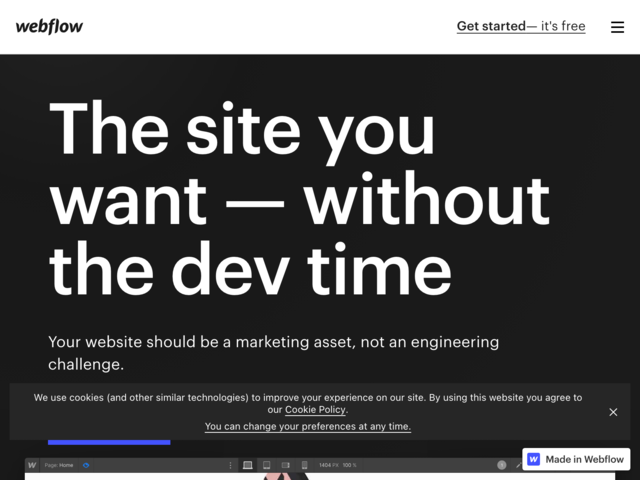 webflow
Get started— it's free
The site you
want — without
the dev time
Your website should be a marketing asset, not an engineering
challenge.
We use cookies (and other similar technologies) to improve your experience on our site. By using this website you agree to
our Cookie Policy.
You can change your preferences at any time.
Made in Webflow
Page: Home
1404 PX 100 %